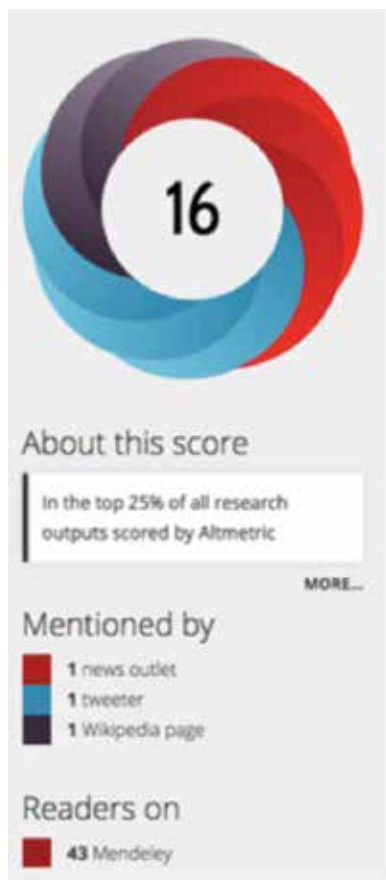 16
About this score
In the top 25% of all research
outputs scored by Altmetric
MORE...
Mentioned by
1 news outlet
1 tweeter
1 Wikipedia page
Readers on
43 Mendeley